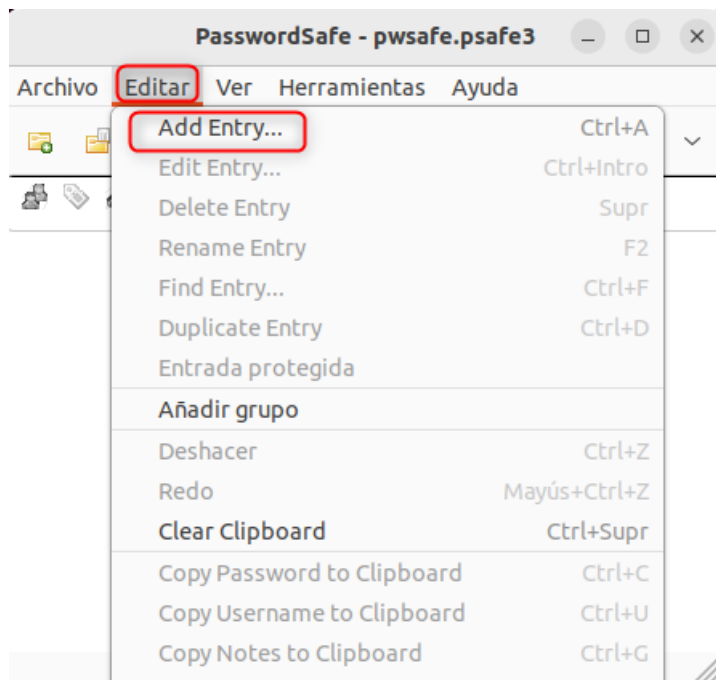 PasswordSafe - pwsafe.psafe3
Archivo Editar Ver Herramientas Ayuda
Add Entry... Ctrl+A
Edit Entry... Ctrl+Intro
Delete Entry Supr
Rename Entry F2
Find Entry... Ctrl+F
Duplicate Entry Ctrl+D
Entrada protegida
Añadir grupo
Deshacer Ctrl+Z
Redo Mayús+Ctrl+Z
Clear Clipboard Ctrl+Supr
Copy Password to Clipboard Ctrl+C
Copy Username to Clipboard Ctrl+U
Copy Notes to Clipboard Ctrl+G